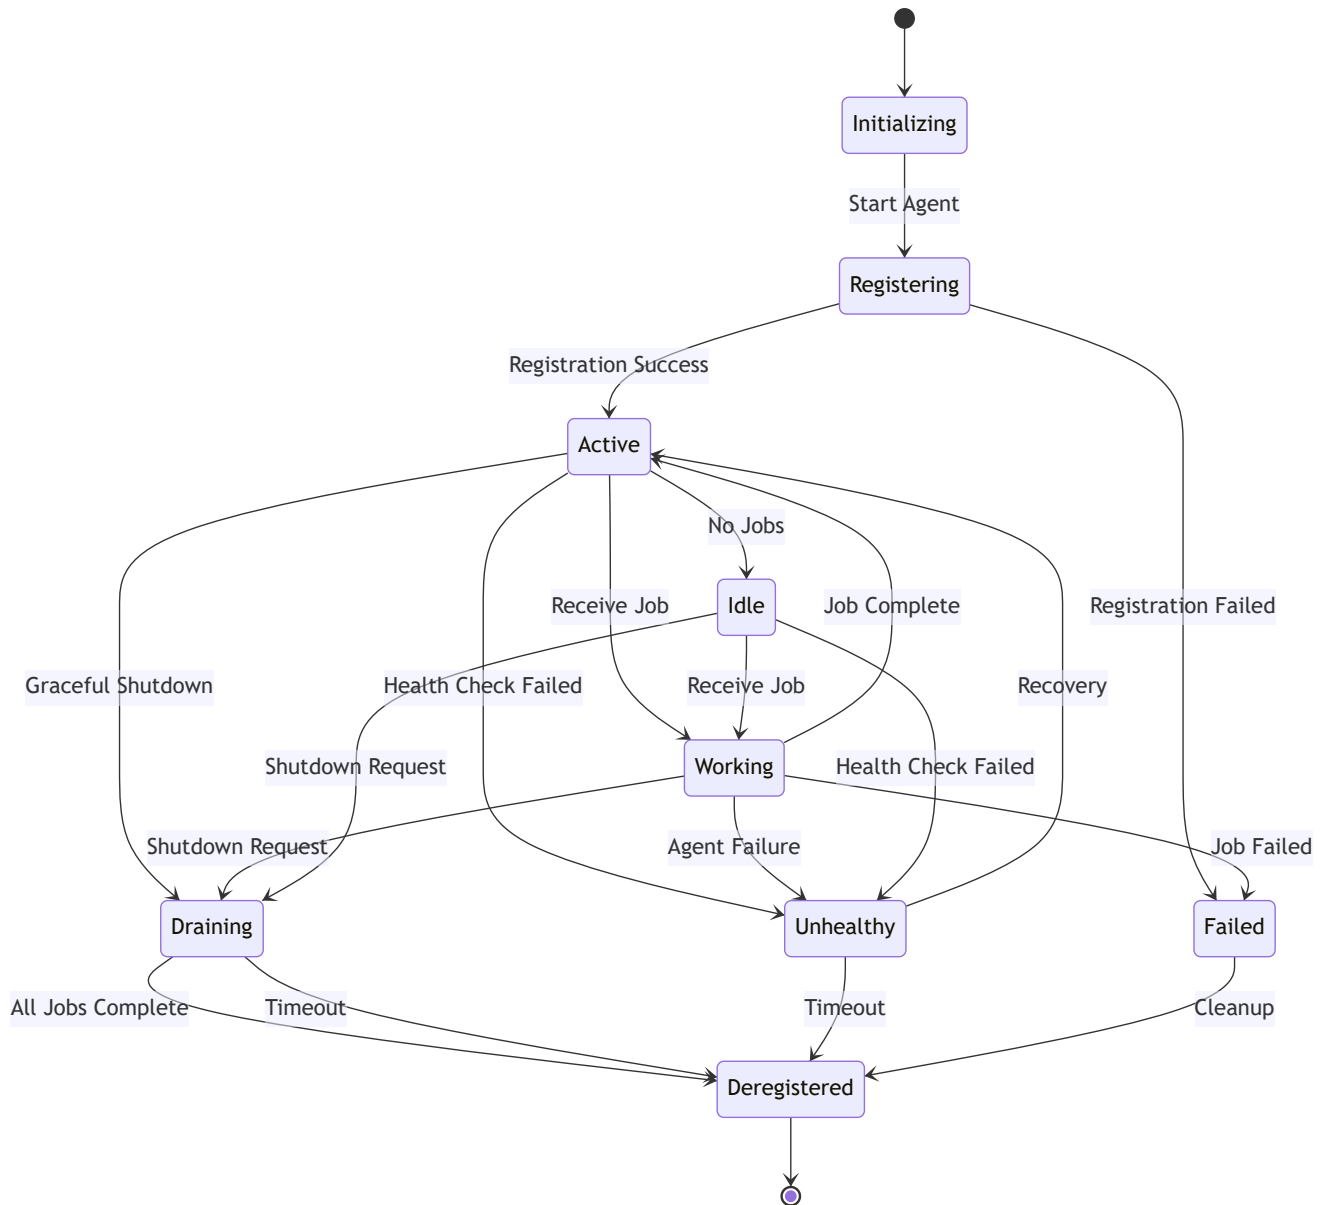 Initializing
Start Agent
Registering
Registration Success
Active
No Jobs
Idle
Receive Job
Job Complete
Registration Failed
Graceful Shutdown
Health Check Failed
Receive Job
Recovery
Shutdown Request
Working
Health Check Failed
Shutdown Request
Agent Failure
Job Failed
Draining
Unhealthy
Failed
All Jobs Complete
Timeout
Timeout
Cleanup
Deregistered